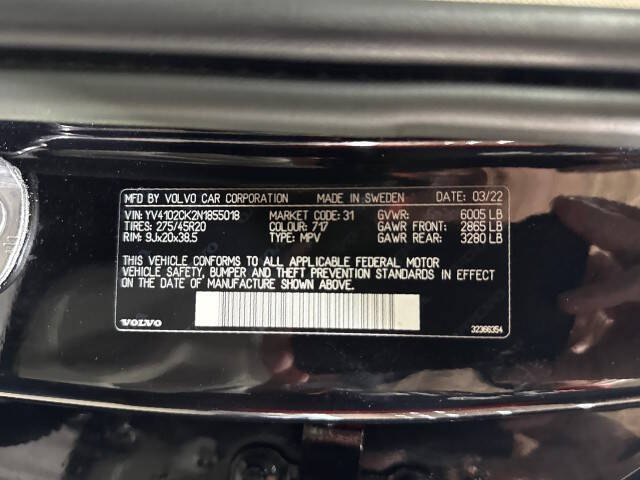 MFD BY VOLVO CAR CORPORATION MADE IN SWEDEN DATE: 03/22
VIN: YV4102CK2N1855018 MARKET CODE: 31 GVWR: 6005 LB
TIRES: 275/45R20 COLOUR: 717 GAWR FRONT: 2865 LB
RIM: 9Jx20x38.5 TYPE: MPV GAWR REAR: 3280 LB
THIS VEHICLE CONFORMS TO ALL APPLICABLE FEDERAL MOTOR
VEHICLE SAFETY, BUMPER AND THEFT PREVENTION STANDARDS IN EFFECT
ON THE DATE OF MANUFACTURE SHOWN ABOVE.
VOLVO 32366354